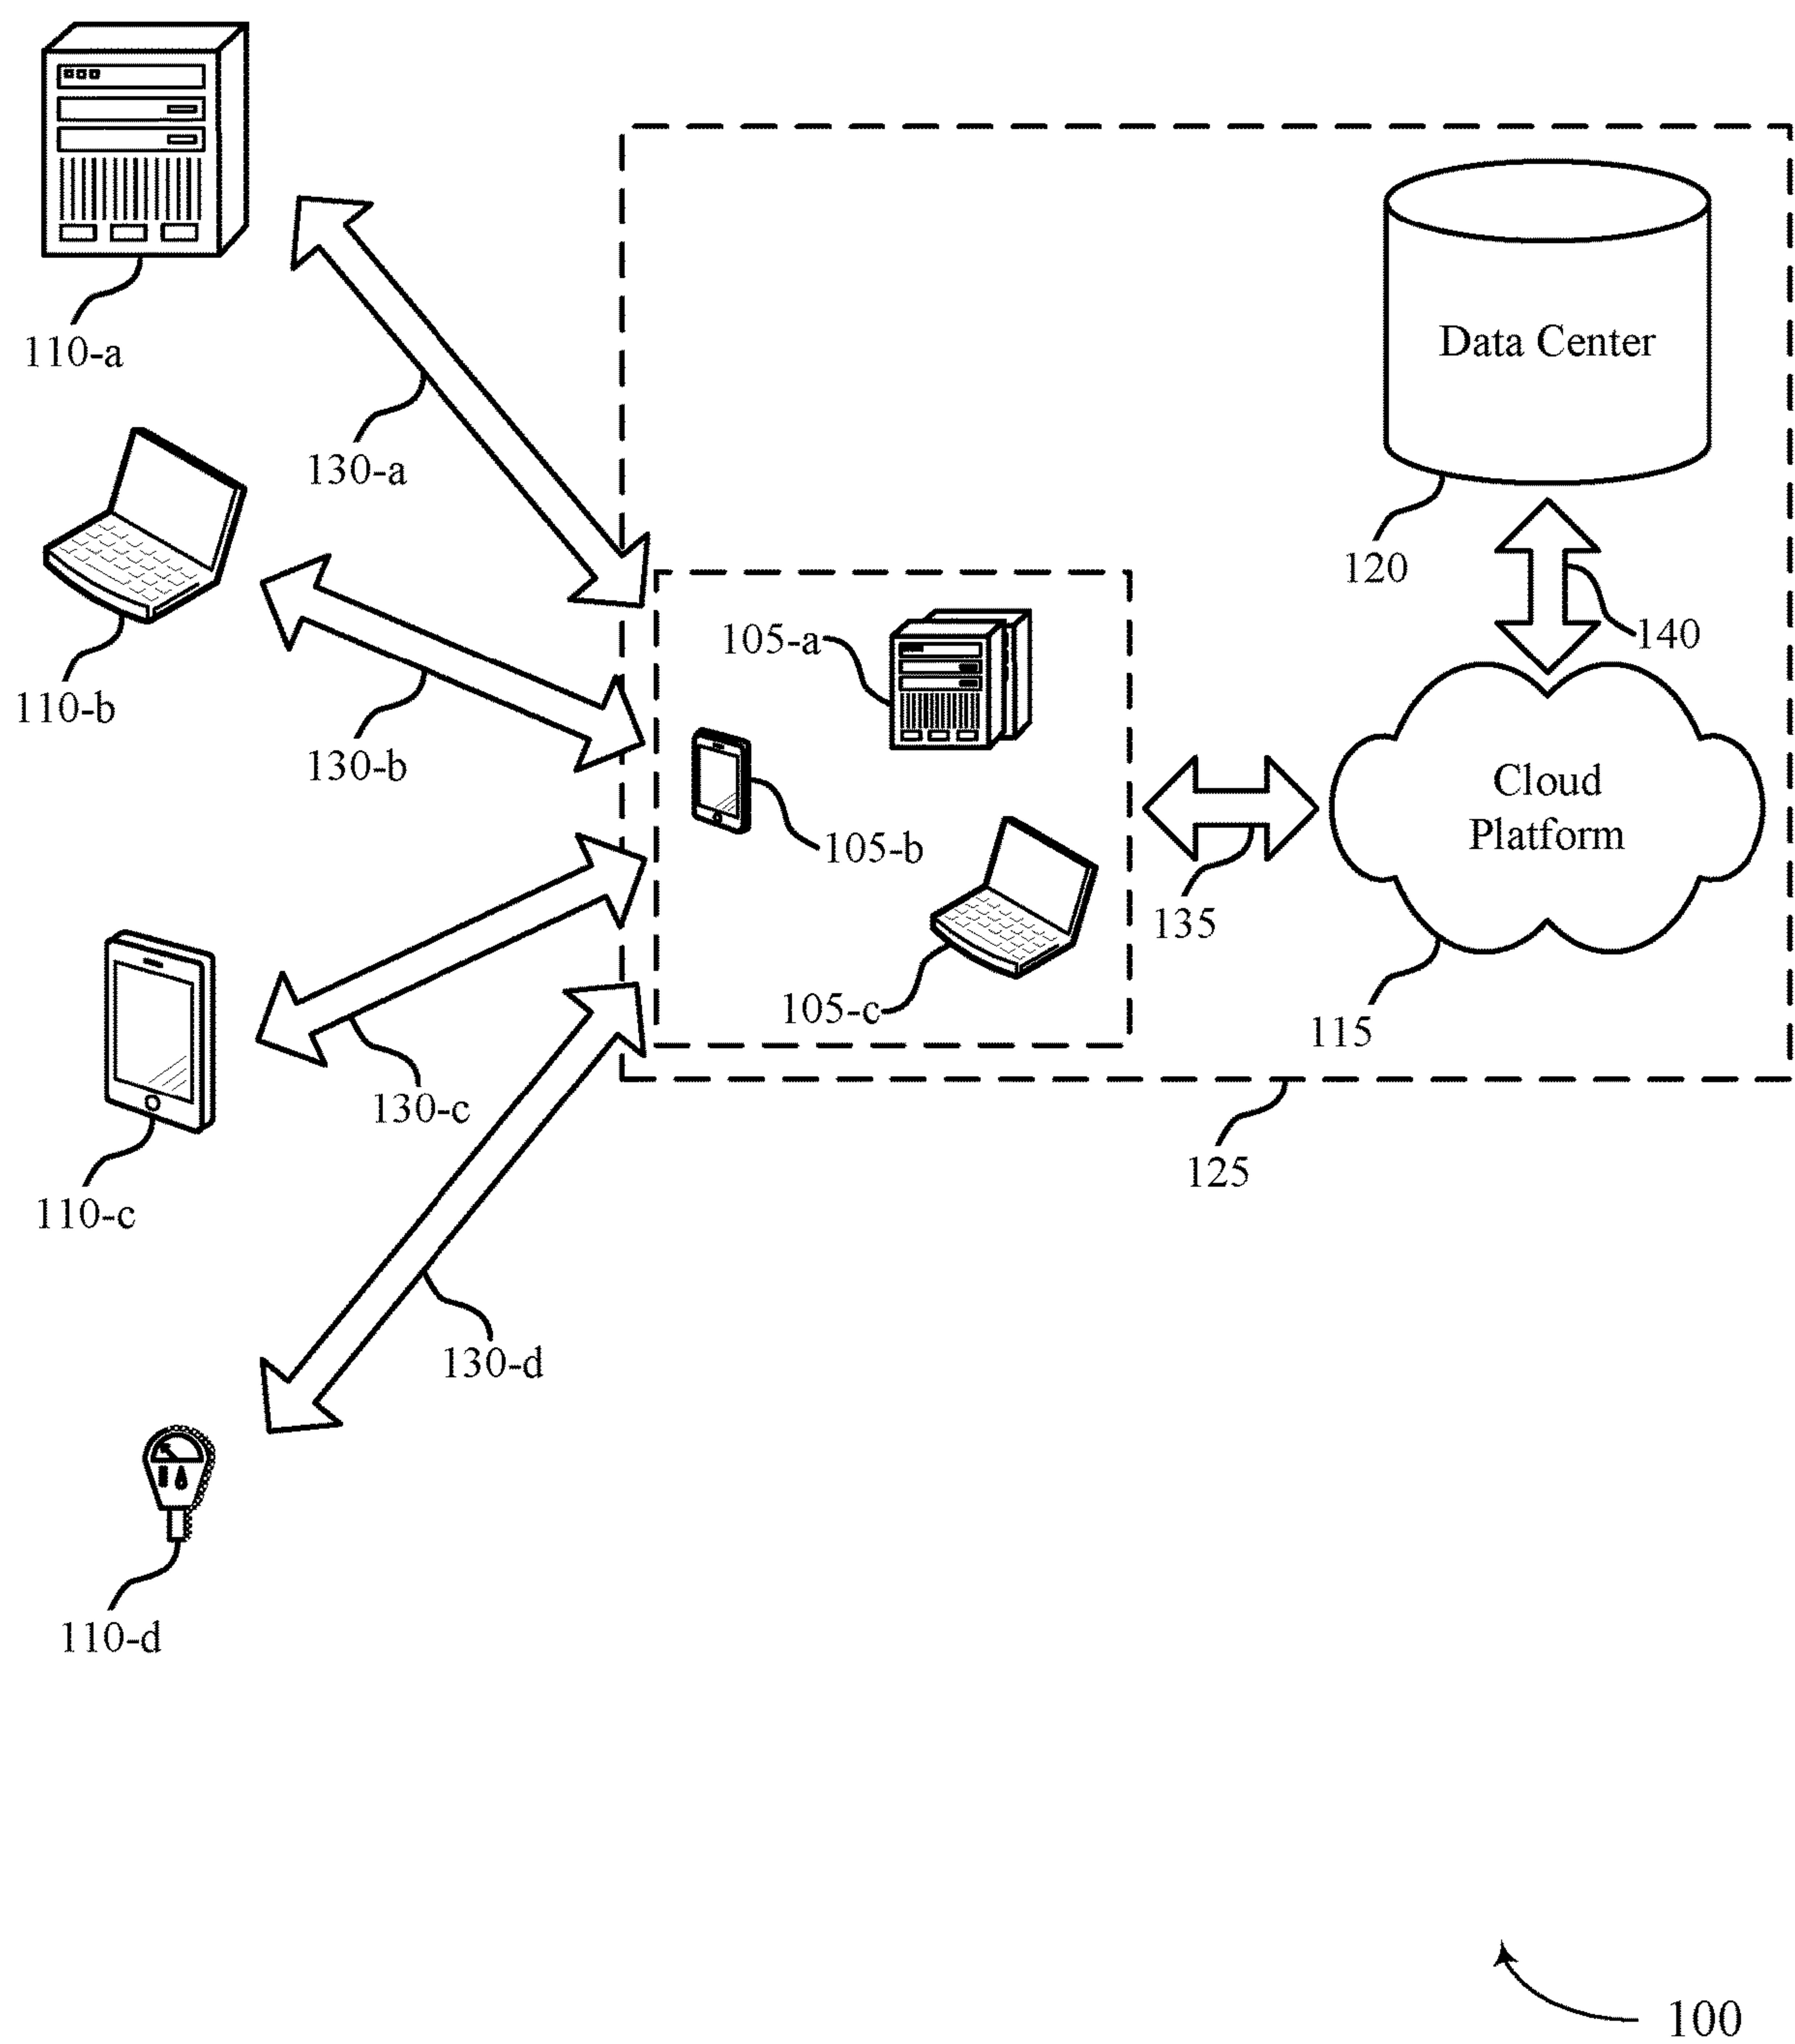 110-a
130-a
Data Center
120
140
105-a
110-b
130-b
Cloud
Platform
105-b
135
105-c
115
130-c
125
110-c
130-d
110-d
100